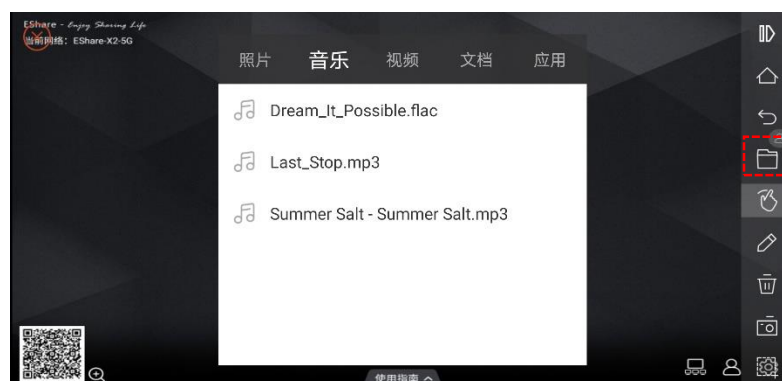 EShare - Enjoy Sharing Life
当前网络：EShare-X2-5G
照片 音乐 视频 文档 应用
Dream_It_Possible.flac
Last_Stop.mp3
Summer Salt - Summer Salt.mp3
使用指南